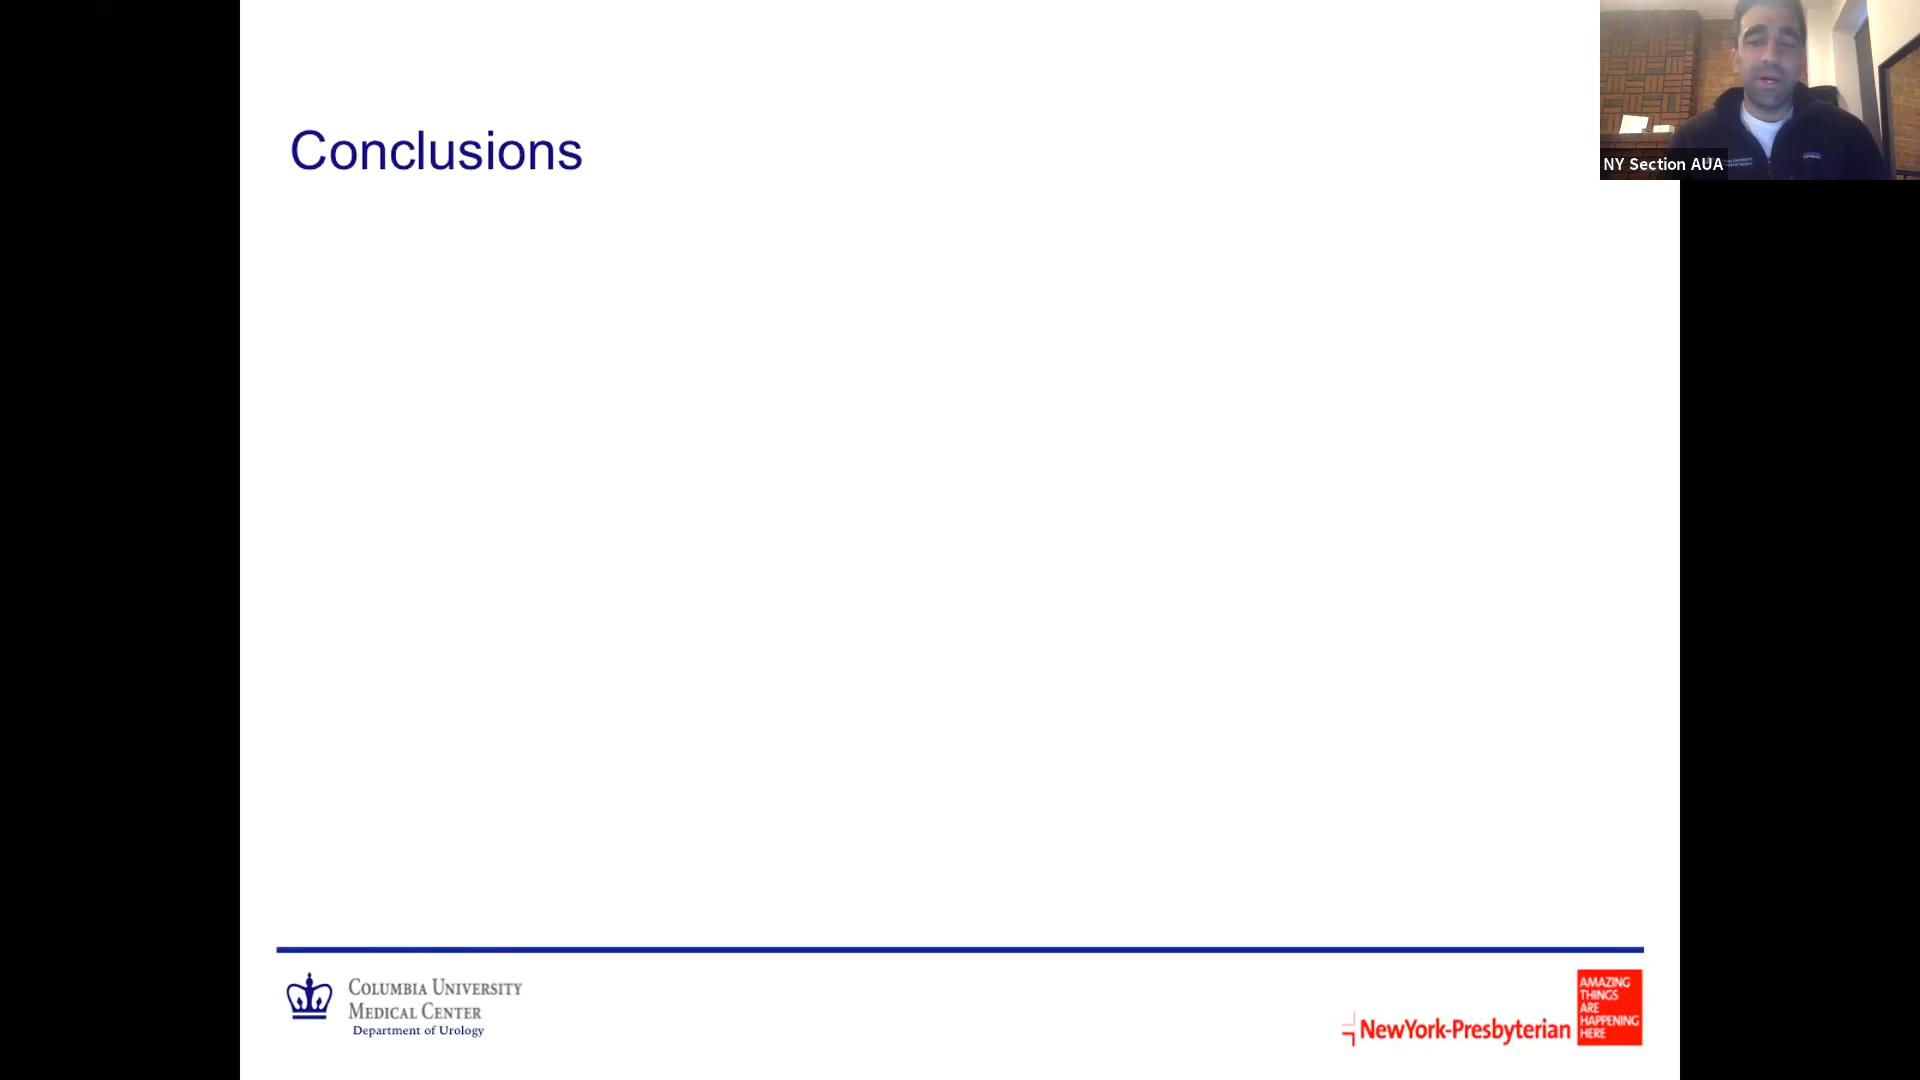 Conclusions
NY Section AUA
COLUMBIA UNIVERSITY
MEDICAL CENTER
Department of Urology
NewYork-Presbyterian
AMAZING
THINGS
ARE
HAPPENING
HERE